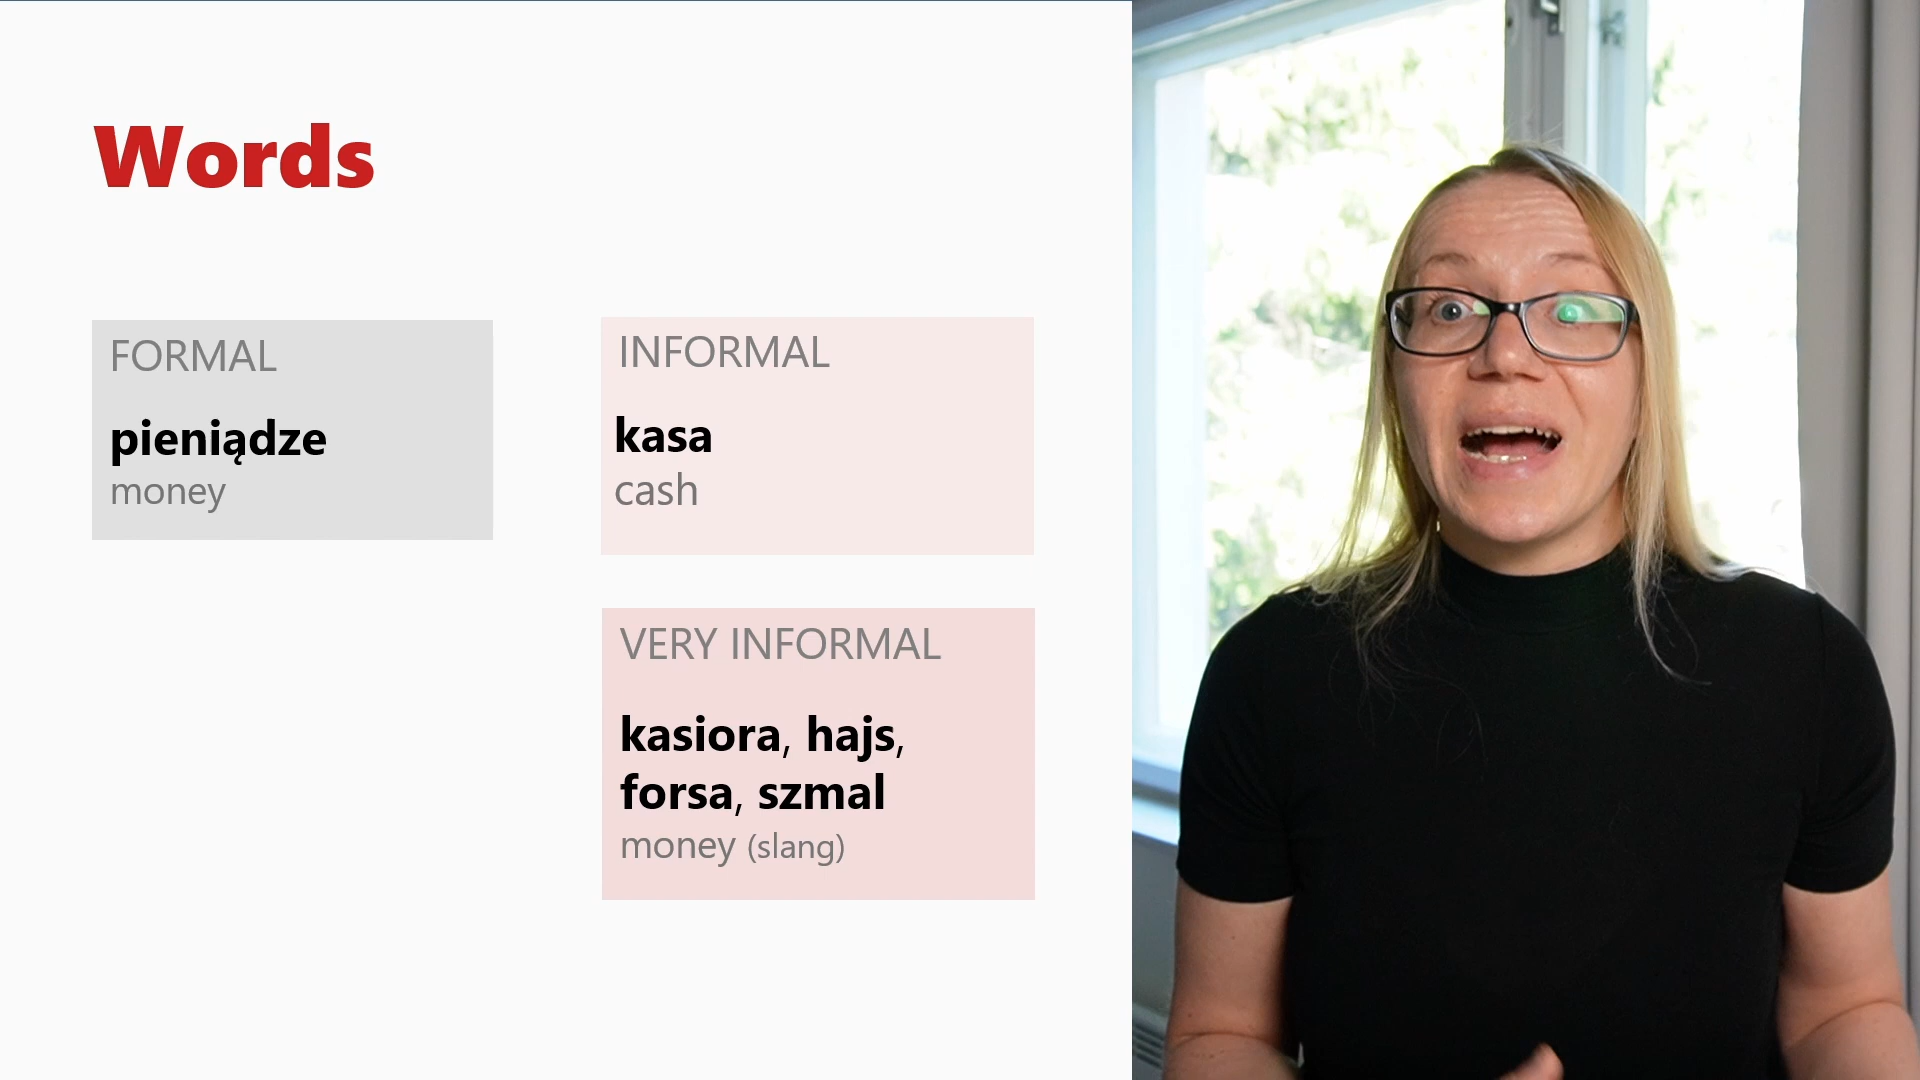 Words
FORMAL
pieniądze
money
INFORMAL
kasa
cash
VERY INFORMAL
kasiora, hajs,
forsa, szmal
money (slang)